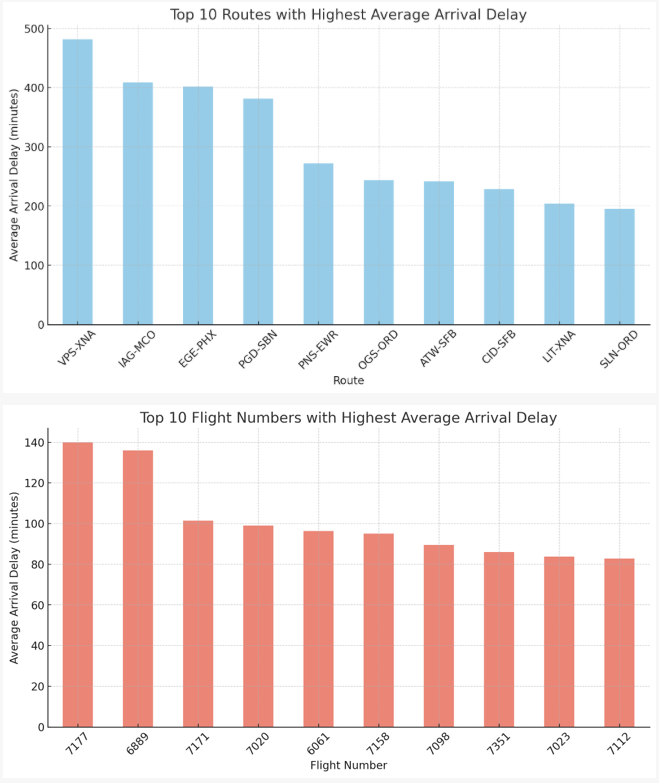 Top 10 Routes with Highest Average Arrival Delay
Average Arrival Delay (minutes)
500
400
300
200
100
0
VPS-XNA
IAG-MCO
EGE-PHX
PGD-SBN
PNS-EWR
OGS-ORD
ATW-SFB
CID-SFB
LIT-XNA
SLN-ORD
Route
Top 10 Flight Numbers with Highest Average Arrival Delay
Average Arrival Delay (minutes)
140
120
100
80
60
40
20
0
7177
6889
7171
7020
6061
7158
7098
7351
7023
7112
Flight Number